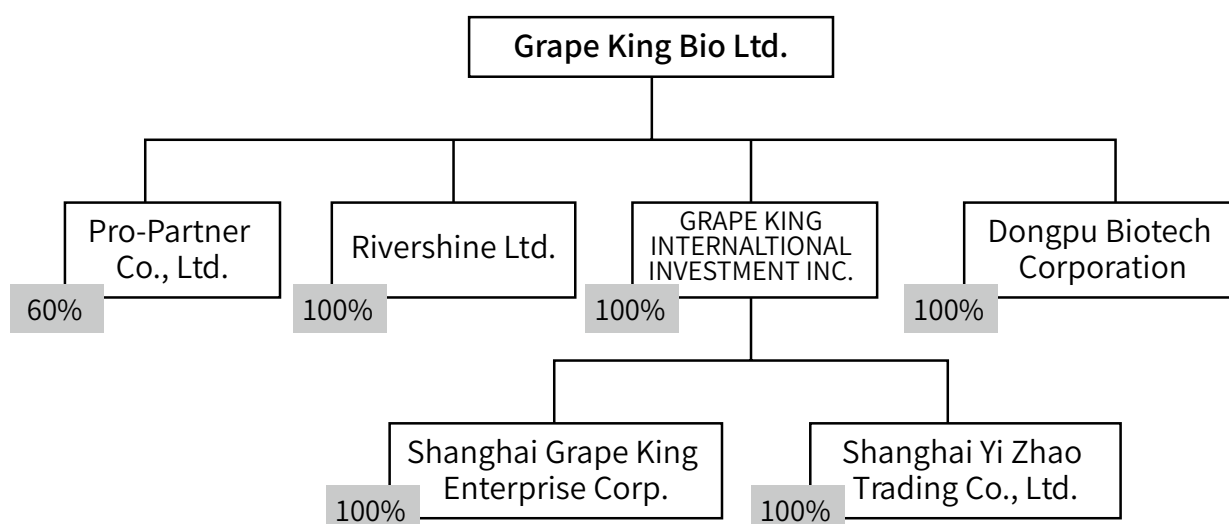 Grape King Bio Ltd.
Pro-Partner
Co., Ltd.
60%
Rivershine Ltd.
100%
GRAPE KING
INTERNALTIONAL
INVESTMENT INC.
100%
Dongpu Biotech
Corporation
100%
Shanghai Grape King
Enterprise Corp.
100%
Shanghai Yi Zhao
Trading Co., Ltd.
100%